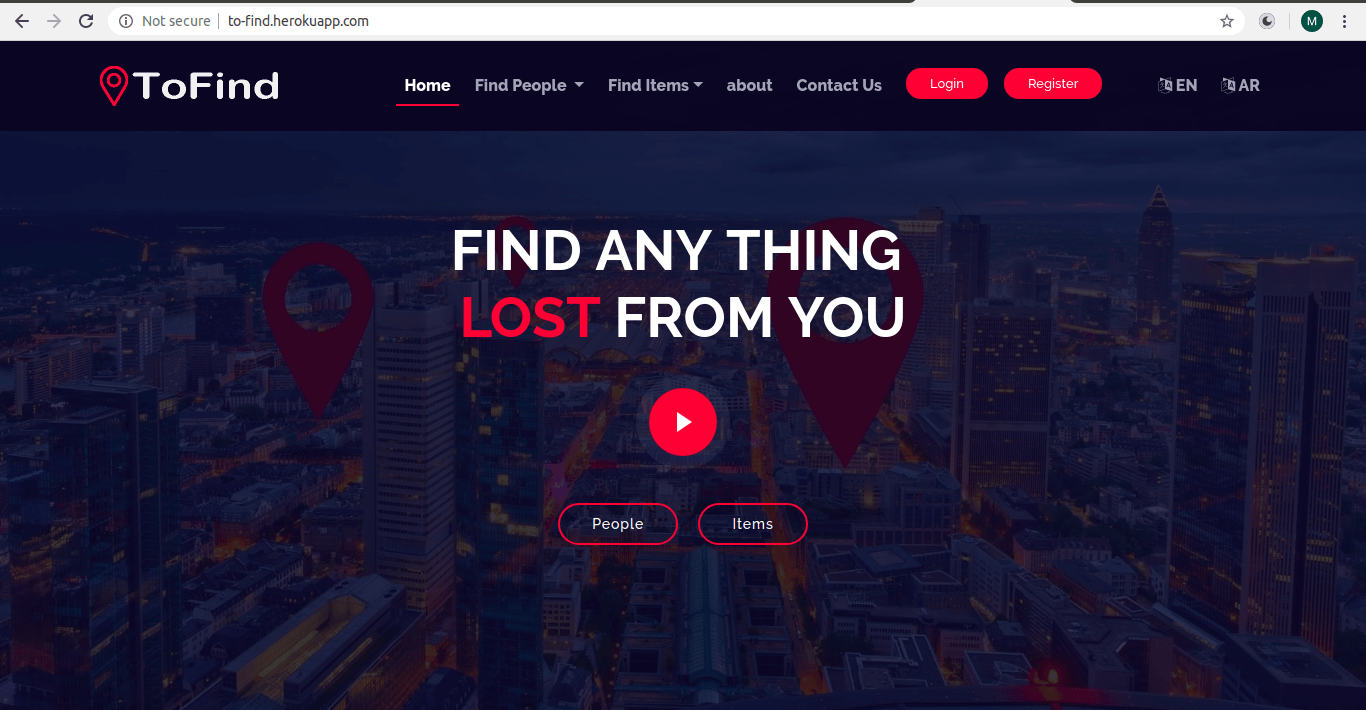 Not secure to-find.herokuapp.com M
ToFind Home Find People Find Items about Contact Us Login Register EN AR
FIND ANY THING
LOST FROM YOU
People Items